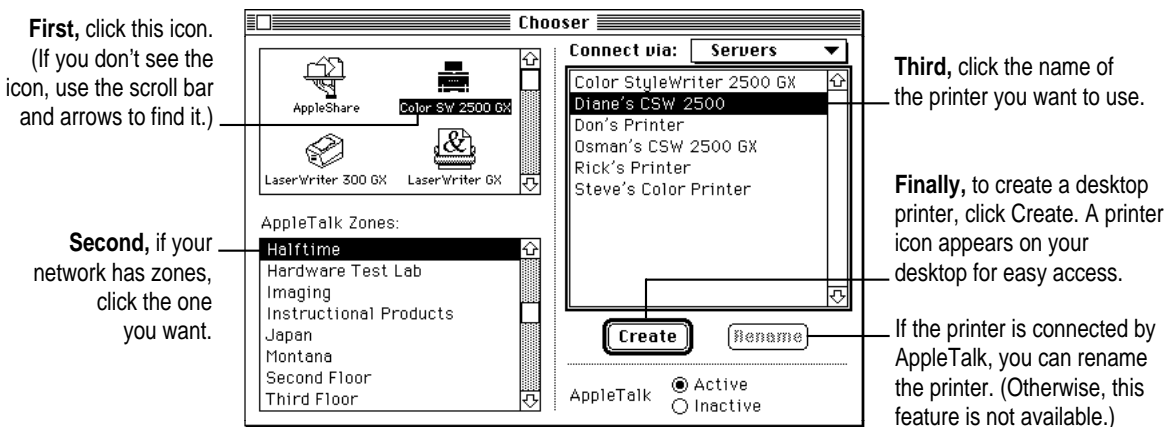 First, click this icon.
(If you don't see the
icon, use the scroll bar
and arrows to find it.)
Second, if your
network has zones,
click the one
you want.
Chooser
AppleShare
Color SW 2500 GX
LaserWriter 300 GX
LaserWriter GX
AppleTalk Zones:
Halftime
Hardware Test Lab
Imaging
Instructional Products
Japan
Montana
Second Floor
Third Floor
Connect via:
Servers
Color StyleWriter 2500 GX
Diane's CSW 2500
Don's Printer
Osman's CSW 2500 GX
Rick's Printer
Steve's Color Printer
Create
Rename
AppleTalk
Active
Inactive
Third, click the name of
the printer you want to use.
Finally, to create a desktop
printer, click Create. A printer
icon appears on your
desktop for easy access.
If the printer is connected by
AppleTalk, you can rename
the printer. (Otherwise, this
feature is not available.)